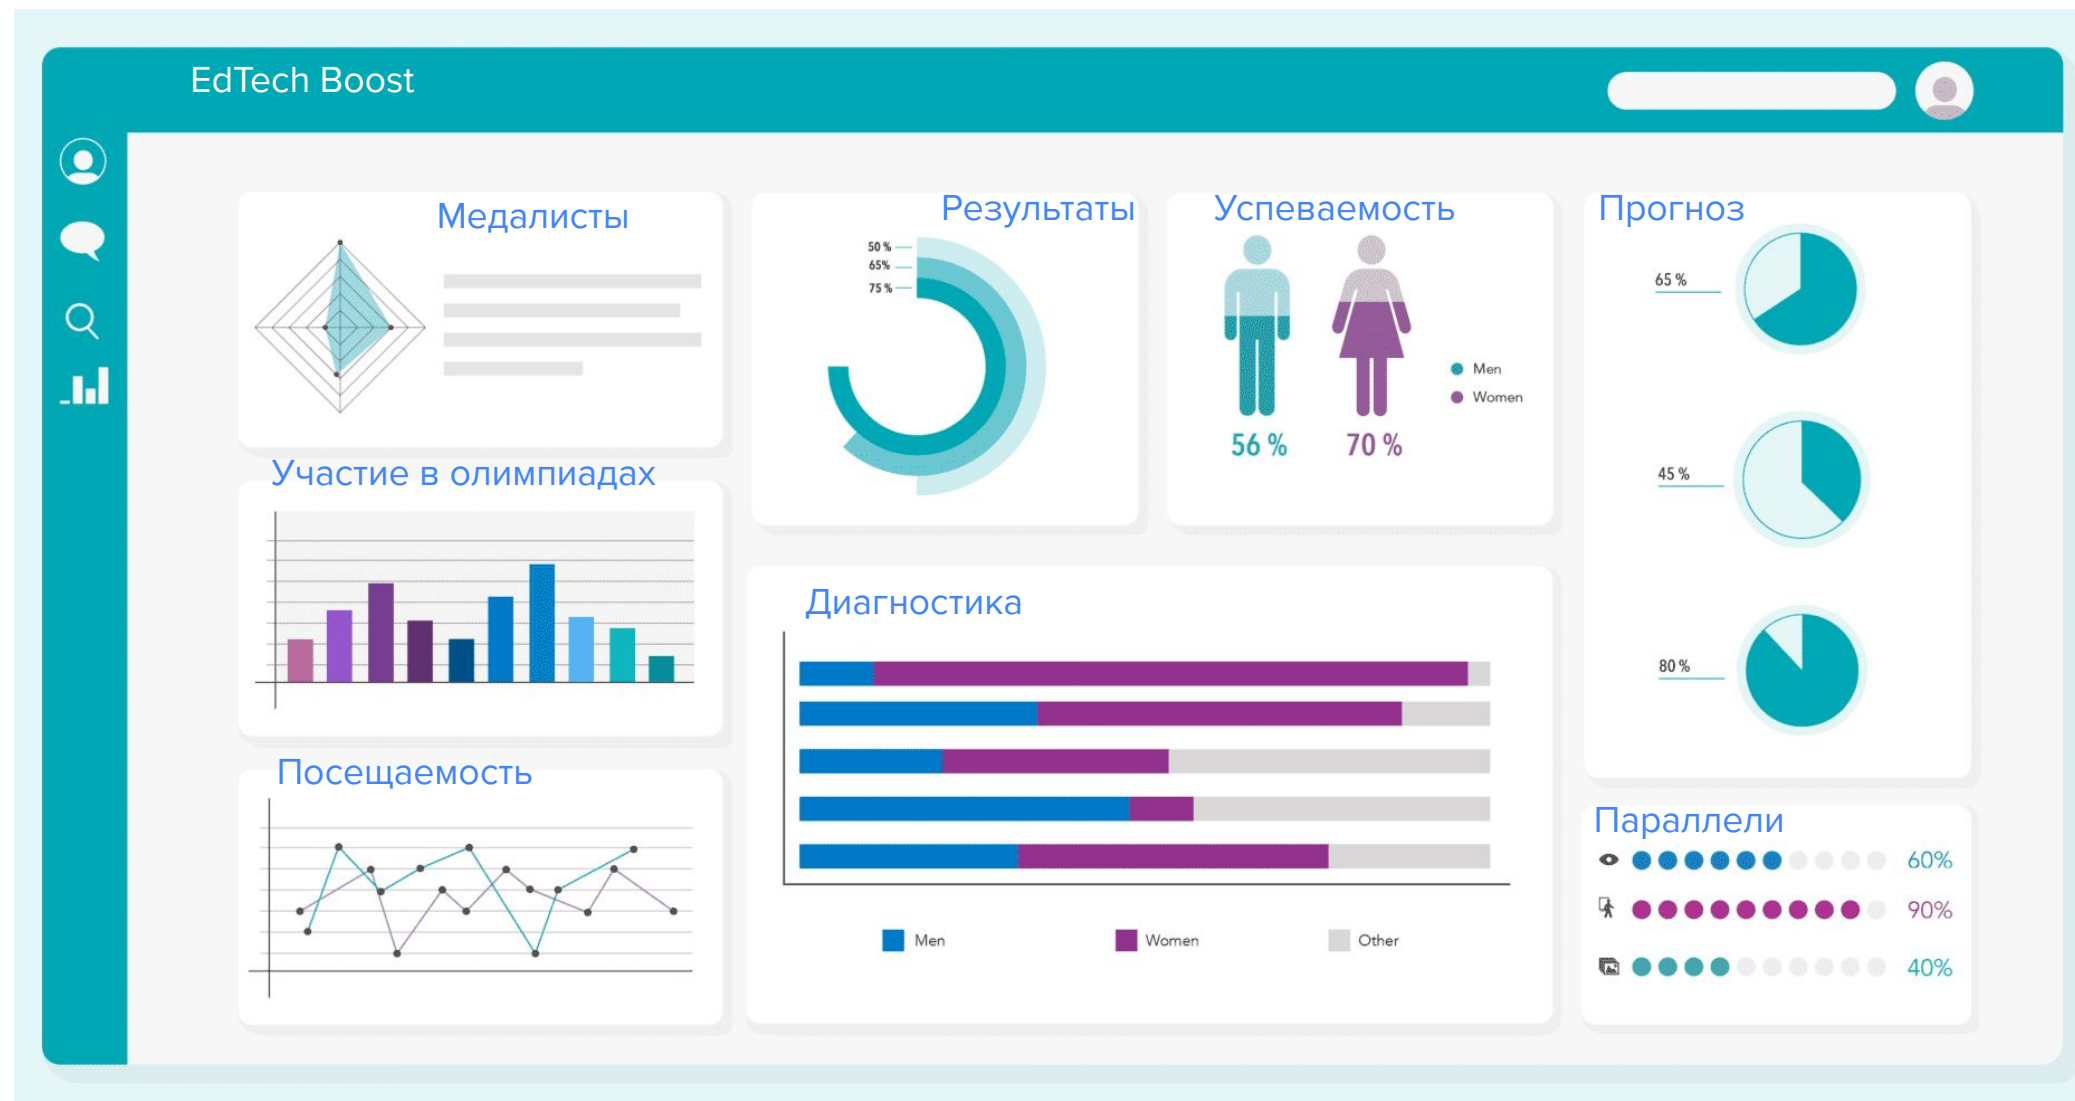 EdTech Boost
Медалисты
Результаты
50 %
65%
75 %
Успеваемость
Men
Women
56 %
70 %
Прогноз
65 %
45 %
80 %
Участие в олимпиадах
Диагностика
Men
Women
Other
Посещаемость
Параллели
60%
90%
40%